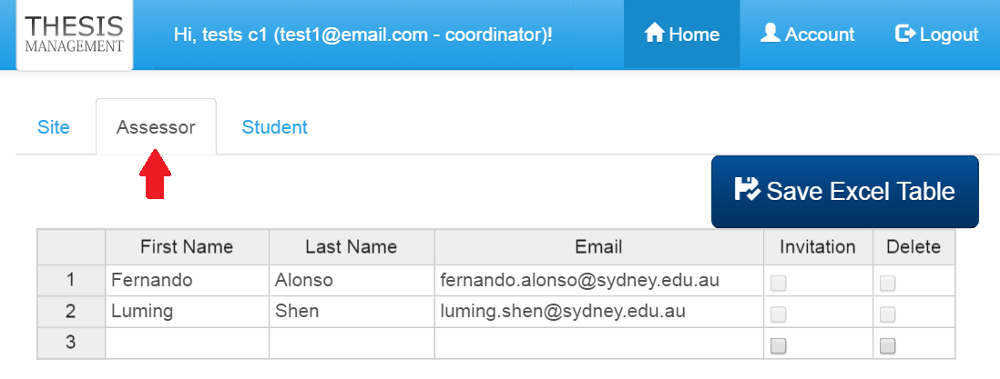 THESIS
MANAGEMENT
Hi, tests c1 (test1@email.com - coordinator)!
Home
Account
Logout
Site
Assessor
Student
Save Excel Table
First Name Last Name Email Invitation Delete
1 Fernando Alonso fernando.alonso@sydney.edu.au
2 Luming Shen luming.shen@sydney.edu.au
3